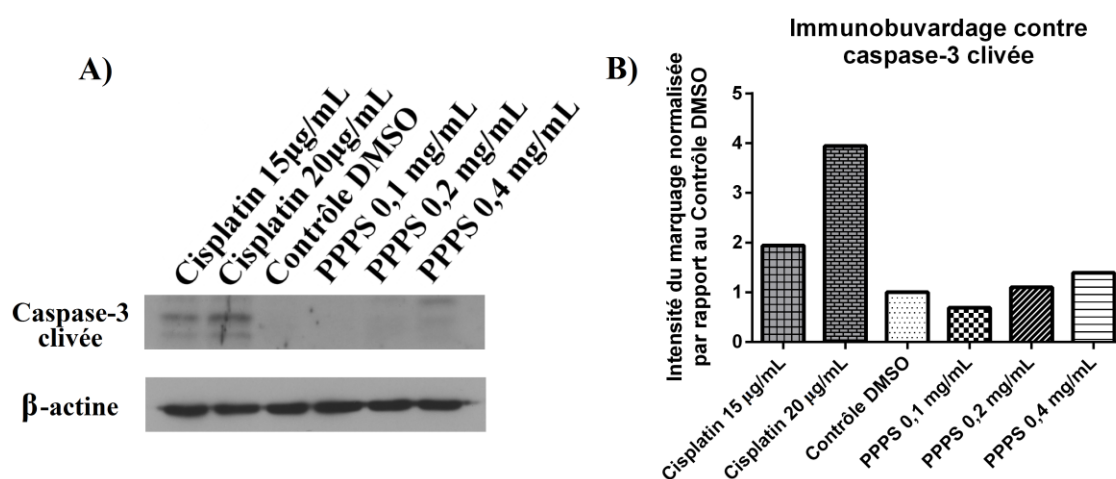 A)
Cisplatin 15µg/mL
Cisplatin 20µg/mL
Contrôle DMSO
PPPS 0,1 mg/mL
PPPS 0,2 mg/mL
PPPS 0,4 mg/mL
Caspase-3
clivée
β-actine
B)
Immunobuvardage contre
caspase-3 clivée
Intensité du marquage normalisée
par rapport au Contrôle DMSO
5
4
3
2
1
0
Cisplatin 15 µg/mL
Cisplatin 20 µg/mL
Contrôle DMSO
PPPS 0,1 mg/mL
PPPS 0,2 mg/mL
PPPS 0,4 mg/mL